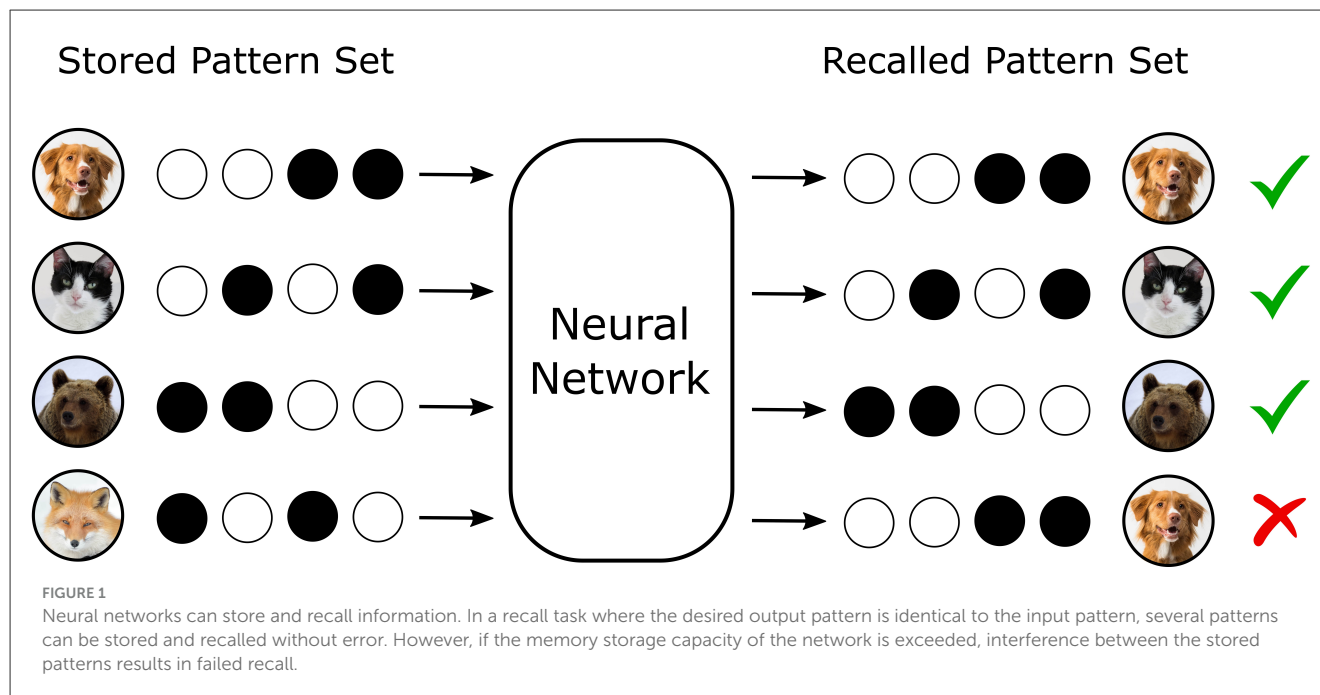 Stored Pattern Set
Recalled Pattern Set
Neural
Network
FIGURE 1
Neural networks can store and recall information. In a recall task where the desired output pattern is identical to the input pattern, several patterns
can be stored and recalled without error. However, if the memory storage capacity of the network is exceeded, interference between the stored
patterns results in failed recall.